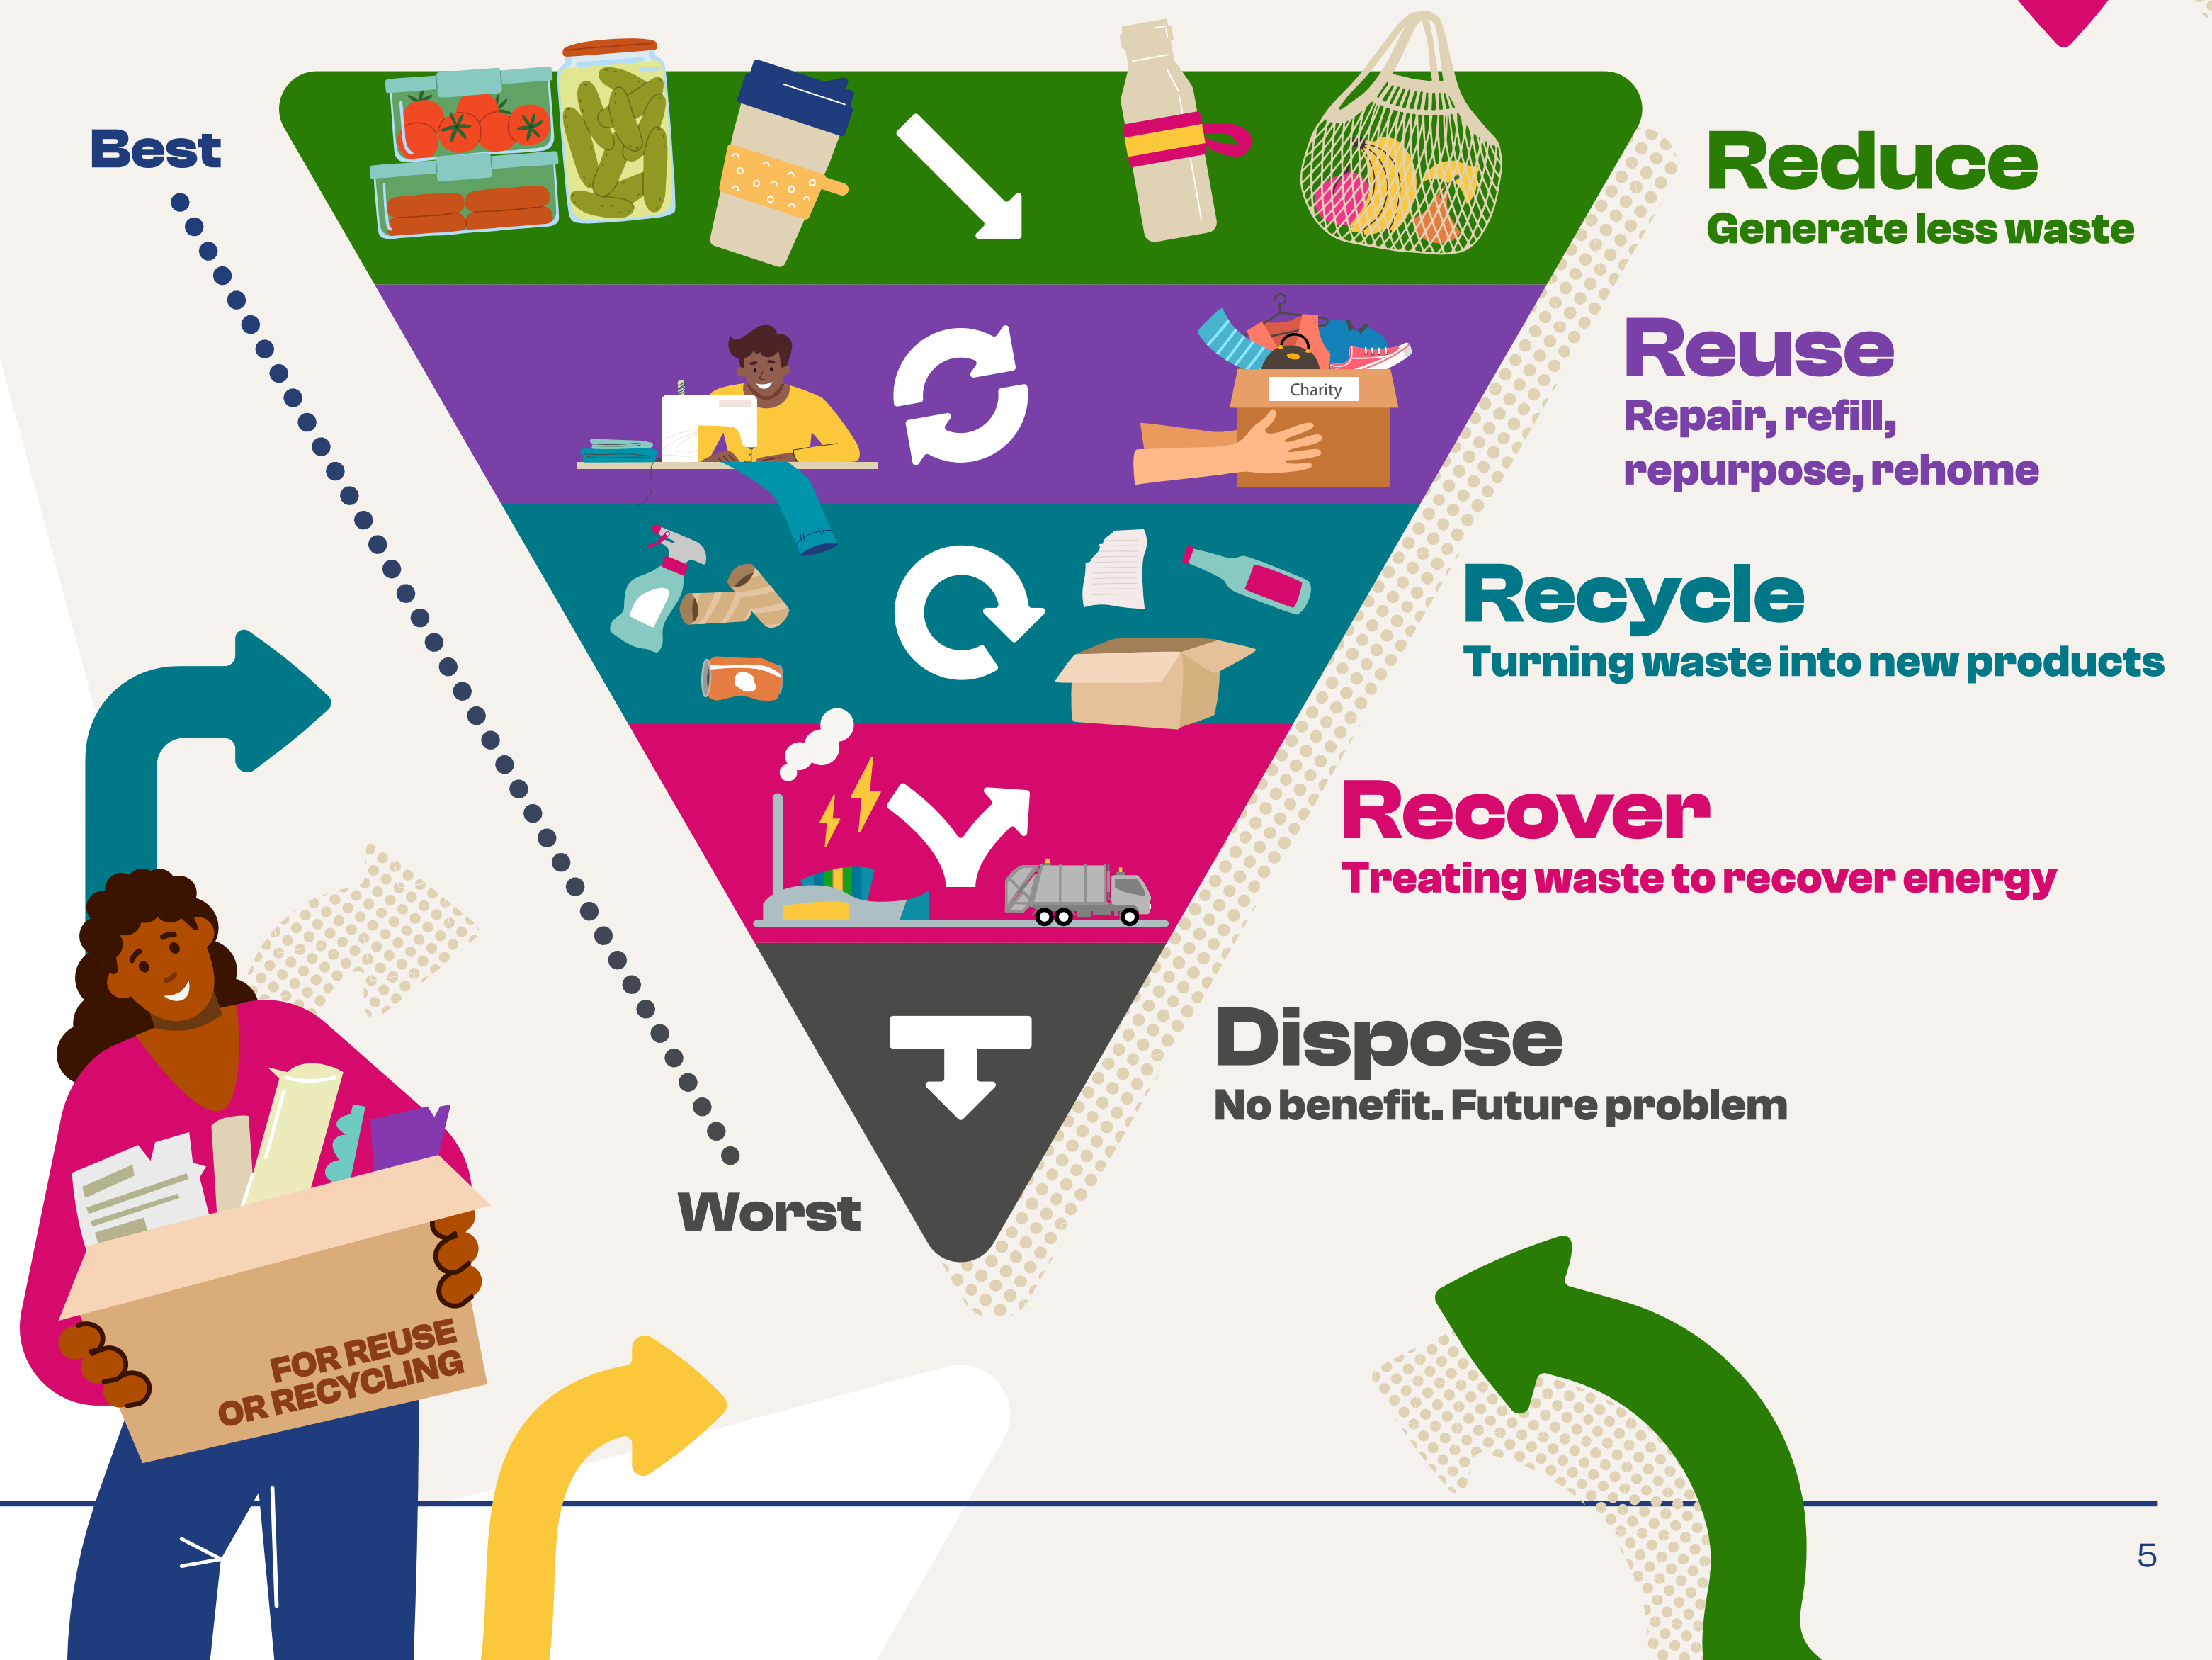 Best
Reduce
Generate less waste
Reuse
Repair, refill,
repurpose, rehome
Charity
Recycle
Turning waste into new products
Recover
Treating waste to recover energy
Dispose
No benefit. Future problem
Worst
FOR REUSE
OR RECYCLING
5